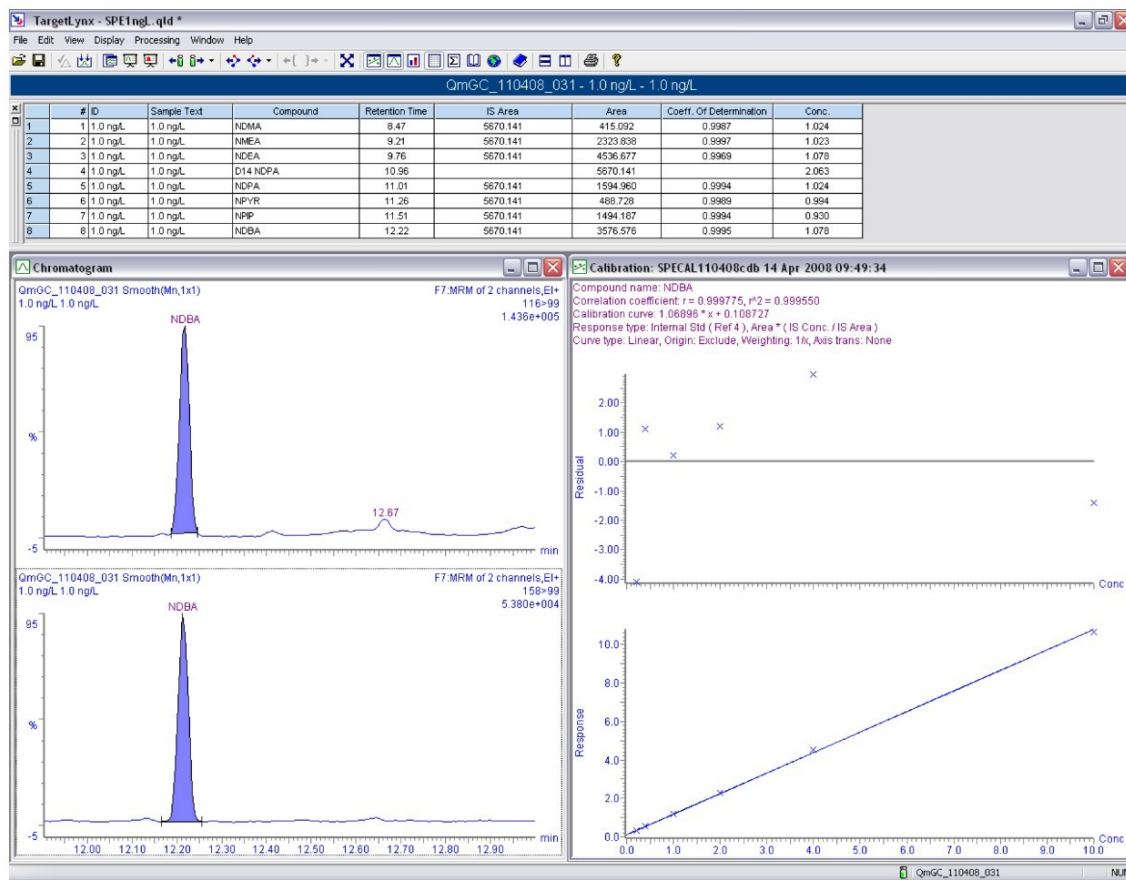 TargetLynx - SPE1ngL.qld *
File Edit View Display Processing Window Help
QmGC_110408_031 - 1.0 ng/L - 1.0 ng/L
# ID Sample Text Compound Retention Time IS Area Area Coeff. Of Determination Conc.
1 1 1.0 ng/L 1.0 ng/L NDMA 8.47 5670.141 415.092 0.9987 1.024
2 2 1.0 ng/L 1.0 ng/L NMEA 9.21 5670.141 2323.838 0.9997 1.023
3 3 1.0 ng/L 1.0 ng/L NDEA 9.76 5670.141 4536.677 0.9969 1.078
4 4 1.0 ng/L 1.0 ng/L D14 NDPA 10.96 5670.141 2.063
5 5 1.0 ng/L 1.0 ng/L NDPA 11.01 5670.141 1594.960 0.9994 1.024
6 6 1.0 ng/L 1.0 ng/L NPYR 11.26 5670.141 488.728 0.9989 0.994
7 7 1.0 ng/L 1.0 ng/L NPIP 11.51 5670.141 1494.187 0.9994 0.930
8 8 1.0 ng/L 1.0 ng/L NDBA 12.22 5670.141 3576.576 0.9995 1.078
Chromatogram
QmGC_110408_031 Smooth(Mn,1x1) F7:MRM of 2 channels,EI+
1.0 ng/L 1.0 ng/L 116>99
1.436e+005
NDBA
95
%
12.67
-5
min
QmGC_110408_031 Smooth(Mn,1x1) F7:MRM of 2 channels,EI+
1.0 ng/L 1.0 ng/L 158>99
5.380e+004
NDBA
95
%
-5
min
12.00 12.10 12.20 12.30 12.40 12.50 12.60 12.70 12.80 12.90
Calibration: SPECAL110408cdb 14 Apr 2008 09:49:34
Compound name: NDBA
Correlation coefficient: r = 0.999775, r^2 = 0.999550
Calibration curve: 1.06896 * x + 0.108727
Response type: Internal Std ( Ref 4 ), Area * ( IS Conc. / IS Area )
Curve type: Linear, Origin: Exclude, Weighting: 1/x, Axis trans: None
2.00
1.00
0.00
Residual
-1.00
-2.00
-3.00
-4.00
Conc
10.0
8.0
6.0
Response
4.0
2.0
0.0
Conc
0.0 1.0 2.0 3.0 4.0 5.0 6.0 7.0 8.0 9.0 10.0
QmGC_110408_031 NUM